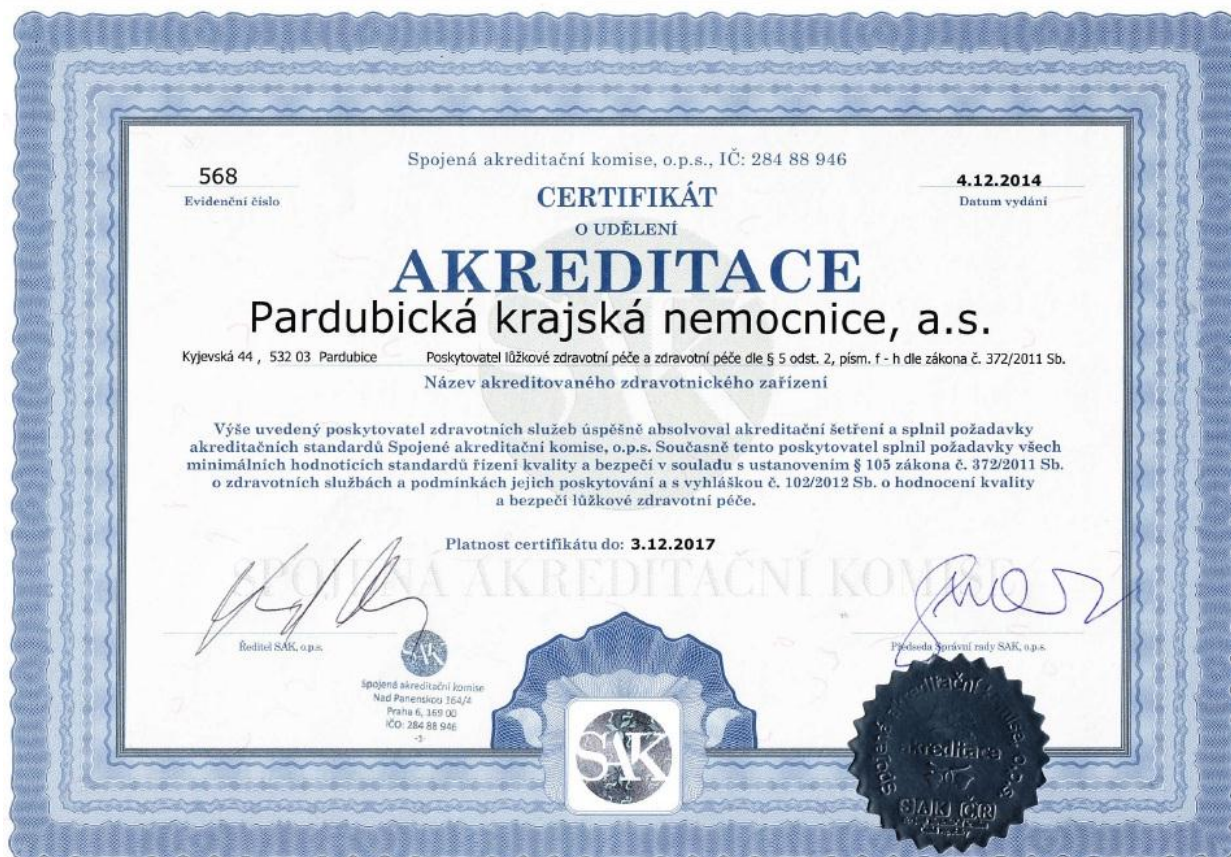 Spojená akreditační komise, o.p.s., IČ: 284 88 946
568
Evidenční číslo
4.12.2014
Datum vydání
CERTIFIKÁT
O UDĚLENÍ
AKREDITACE
Pardubická krajská nemocnice, a.s.
Kyjevská 44 , 532 03 Pardubice Poskytovatel lůžkové zdravotní péče a zdravotní péče dle § 5 odst. 2, písm. f - h dle zákona č. 372/2011 Sb.
Název akreditovaného zdravotnického zařízení
Výše uvedený poskytovatel zdravotních služeb úspěšně absolvoval akreditační šetření a splnil požadavky
akreditačních standardů Spojené akreditační komise, o.p.s. Současně tento poskytovatel splnil požadavky všech
minimálních hodnotících standardů řízení kvality a bezpečí v souladu s ustanovením § 105 zákona č. 372/2011 Sb.
o zdravotních službách a podmínkách jejich poskytování a s vyhláškou č. 102/2012 Sb. o hodnocení kvality
a bezpečí lůžkové zdravotní péče.
Platnost certifikátu do: 3.12.2017
SPOJENÁ AKREDITAČNÍ KOMISE
Ředitel SAK, o.p.s.
Předseda Správní rady SAK, o.p.s.
SAK
Spojená akreditační komise
Nad Panenskou 164/4
Praha 6, 169 00
IČO: 284 88 946
-1-
SAK
Spojená akreditační komise, o.p.s.
akreditace
SAK ČR